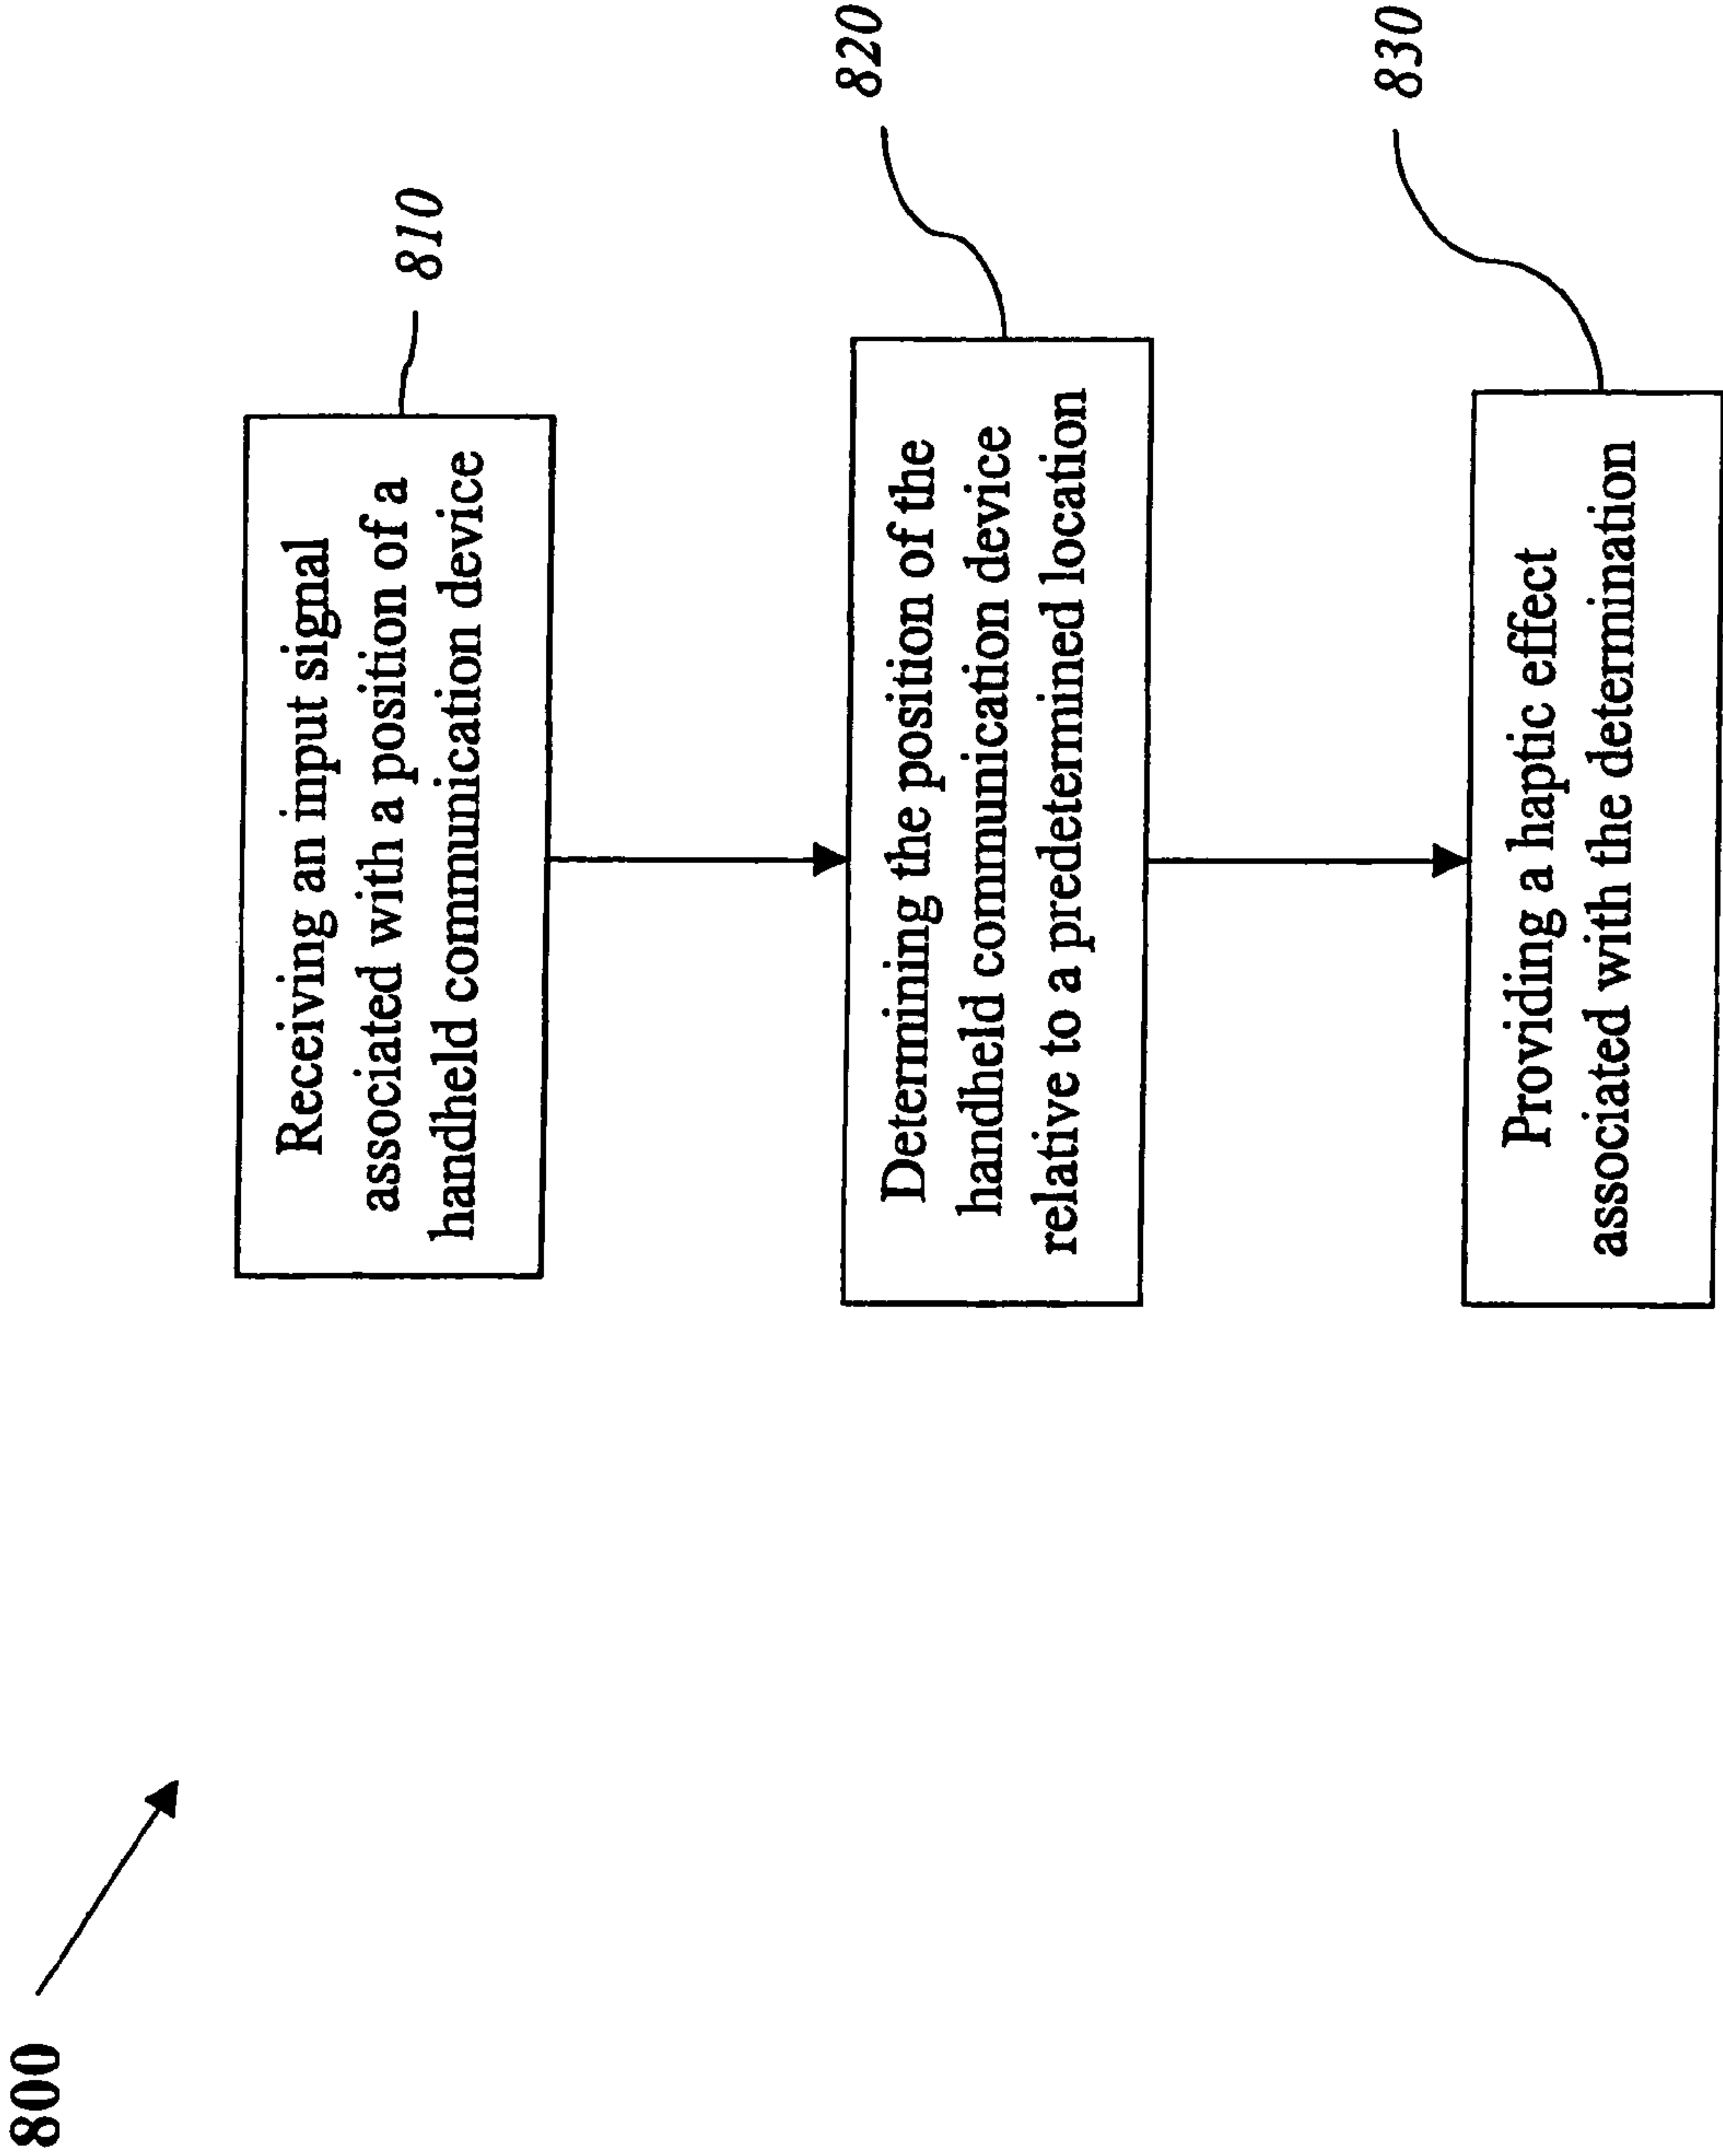 800
810
Receiving an input signal
associated with a position of a
handheld communication device
820
Determining the position of the
handheld communication device
relative to a predetermined location
830
Providing a haptic effect
associated with the determination